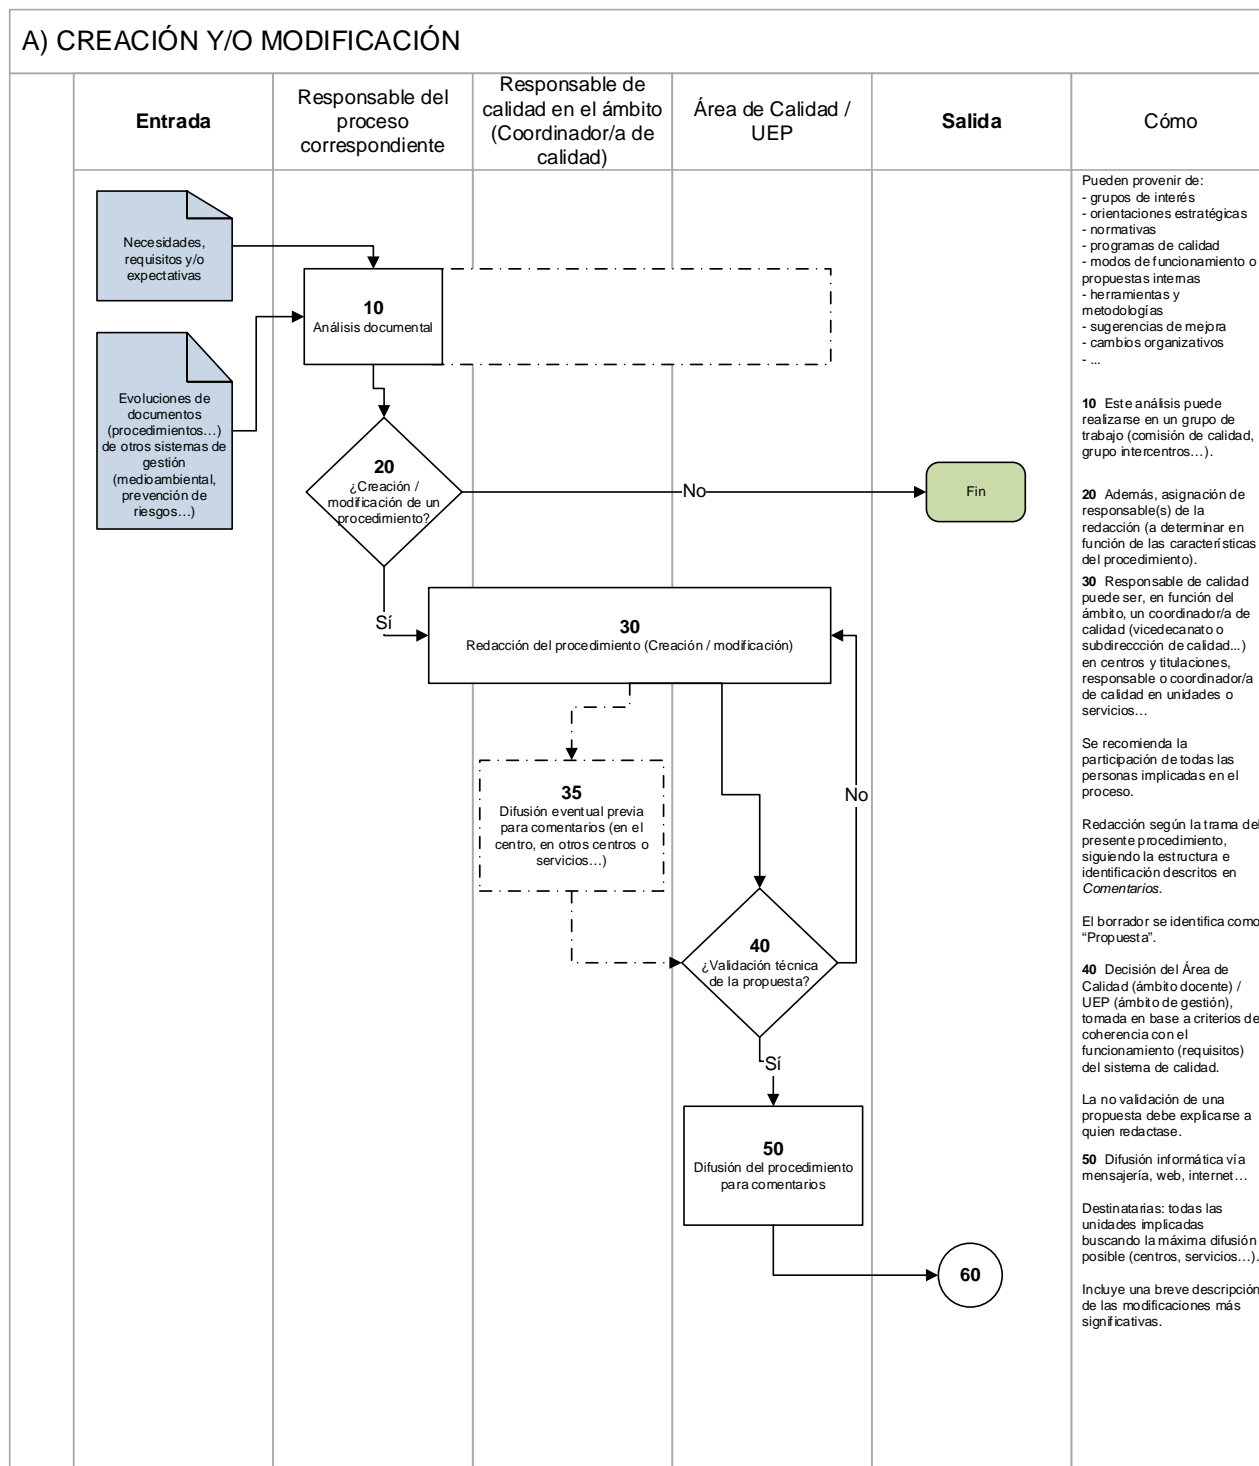 A) CREACIÓN Y/O MODIFICACIÓN
Entrada
Responsable del
proceso
correspondiente
Responsable de
calidad en el ámbito
(Coordinador/a de
calidad)
Área de Calidad /
UEP
Salida
Cómo
Necesidades,
requisitos y/o
expectativas
Evoluciones de
documentos
(procedimientos…)
de otros sistemas de
gestión
(medioambiental,
prevención de
riesgos…)
10
Análisis documental
20
¿Creación /
modificación de un
procedimiento?
No
Fin
Sí
30
Redacción del procedimiento (Creación / modificación)
35
Difusión eventual previa
para comentarios (en el
centro, en otros centros o
servicios…)
No
40
¿Validación técnica
de la propuesta?
Sí
50
Difusión del procedimiento
para comentarios
60
Pueden provenir de:
- grupos de interés
- orientaciones estratégicas
- normativas
- programas de calidad
- modos de funcionamiento o
propuestas internas
- herramientas y
metodologías
- sugerencias de mejora
- cambios organizativos
- ...
10 Este análisis puede
realizarse en un grupo de
trabajo (comisión de calidad,
grupo intercentros…).
20 Además, asignación de
responsable(s) de la
redacción (a determinar en
función de las características
del procedimiento).
30 Responsable de calidad
puede ser, en función del
ámbito, un coordinador/a de
calidad (vicedecanato o
subdireccción de calidad...)
en centros y titulaciones,
responsable o coordinador/a
de calidad en unidades o
servicios…
Se recomienda la
participación de todas las
personas implicadas en el
proceso.
Redacción según la trama del
presente procedimiento,
siguiendo la estructura e
identificación descritos en
Comentarios.
El borrador se identifica como
“Propuesta”.
40 Decisión del Área de
Calidad (ámbito docente) /
UEP (ámbito de gestión),
tomada en base a criterios de
coherencia con el
funcionamiento (requisitos)
del sistema de calidad.
La no validación de una
propuesta debe explicarse a
quien redactase.
50 Difusión informática vía
mensajería, web, internet…
Destinatarias: todas las
unidades implicadas
buscando la máxima difusión
posible (centros, servicios…).
Incluye una breve descripción
de las modificaciones más
significativas.